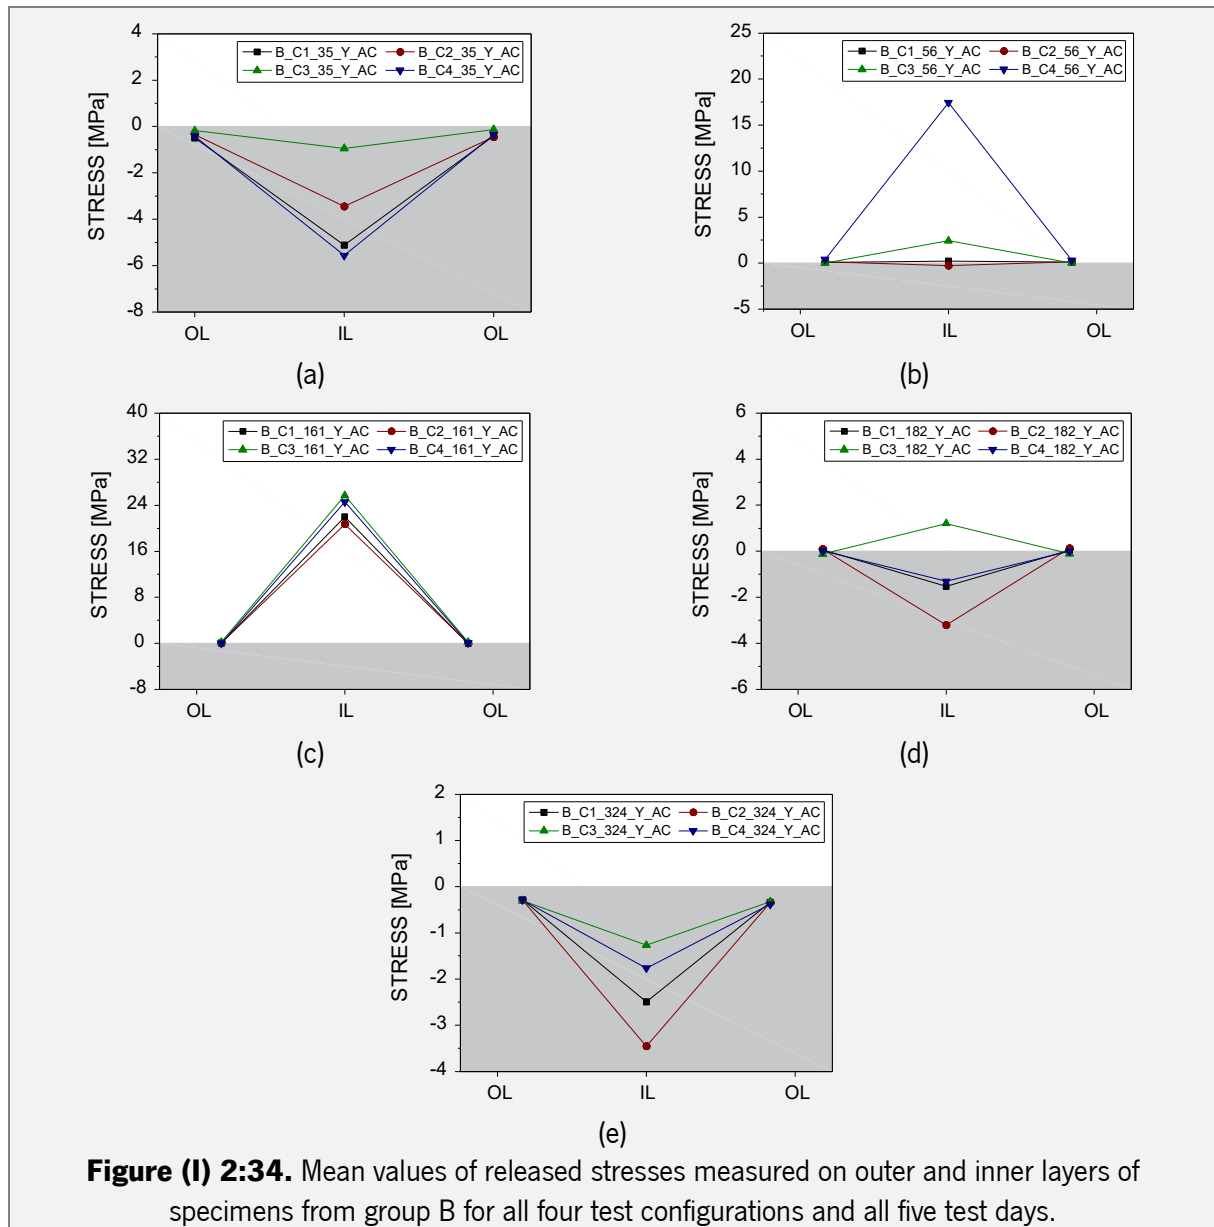 4
2
0
-2
-4
-6
-8
STRESS [MPa]
B_C1_35_Y_AC B_C2_35_Y_AC
B_C3_35_Y_AC B_C4_35_Y_AC
OL IL OL
(a)
25
20
15
10
5
0
-5
STRESS [MPa]
B_C1_56_Y_AC B_C2_56_Y_AC
B_C3_56_Y_AC B_C4_56_Y_AC
OL IL OL
(b)
40
32
24
16
8
0
-8
STRESS [MPa]
B_C1_161_Y_AC B_C2_161_Y_AC
B_C3_161_Y_AC B_C4_161_Y_AC
OL IL OL
(c)
6
4
2
0
-2
-4
-6
STRESS [MPa]
B_C1_182_Y_AC B_C2_182_Y_AC
B_C3_182_Y_AC B_C4_182_Y_AC
OL IL OL
(d)
2
1
0
-1
-2
-3
-4
STRESS [MPa]
B_C1_324_Y_AC B_C2_324_Y_AC
B_C3_324_Y_AC B_C4_324_Y_AC
OL IL OL
(e)
Figure (I) 2:34. Mean values of released stresses measured on outer and inner layers of
specimens from group B for all four test configurations and all five test days.